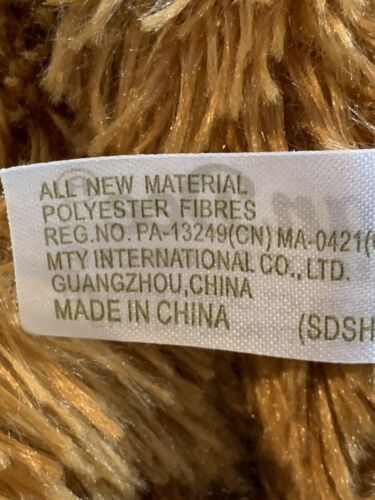 ALL NEW MATERIAL
POLYESTER FIBRES
REG.NO. PA-13249(CN) MA-0421(
MTY INTERNATIONAL CO.,LTD.
GUANGZHOU,CHINA
MADE IN CHINA (SDSH